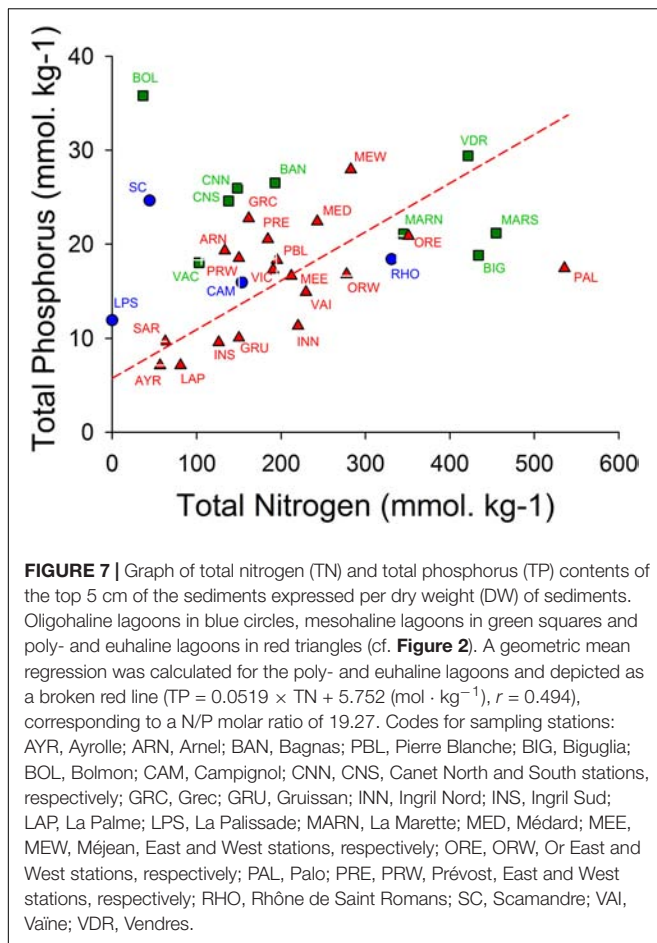 40
30
20
10
0
Total Phosphorus (mmol. kg-1)
BOL
VDR
MEW
SC
CNN
BAN
CNS
GRC
PRE
MED
MARN
MARS
ARN
PBL
ORE
VAC
PRW
VIC
MEE
ORW
RHO
BIG
PAL
CAM
VAI
LPS
SAR
INS
GRU
INN
AYR
LAP
0 100 200 300 400 500 600
Total Nitrogen (mmol. kg-1)
FIGURE 7 | Graph of total nitrogen (TN) and total phosphorus (TP) contents of
the top 5 cm of the sediments expressed per dry weight (DW) of sediments.
Oligohaline lagoons in blue circles, mesohaline lagoons in green squares and
poly- and euhaline lagoons in red triangles (cf. Figure 2). A geometric mean
regression was calculated for the poly- and euhaline lagoons and depicted as
a broken red line (TP = 0.0519 × TN + 5.752 (mol · kg⁻¹), r = 0.494),
corresponding to a N/P molar ratio of 19.27. Codes for sampling stations:
AYR, Ayrolle; ARN, Arnel; BAN, Bagnas; PBL, Pierre Blanche; BIG, Biguglia;
BOL, Bolmon; CAM, Campignol; CNN, CNS, Canet North and South stations,
respectively; GRC, Grec; GRU, Gruissan; INN, Ingril Nord; INS, Ingril Sud;
LAP, La Palme; LPS, La Palissade; MARN, La Marette; MED, Médard; MEE,
MEW, Méjean, East and West stations, respectively; ORE, ORW, Or East and
West stations, respectively; PAL, Palo; PRE, PRW, Prévost, East and West
stations, respectively; RHO, Rhône de Saint Romans; SC, Scamandre; VAI,
Vaïne; VDR, Vendres.